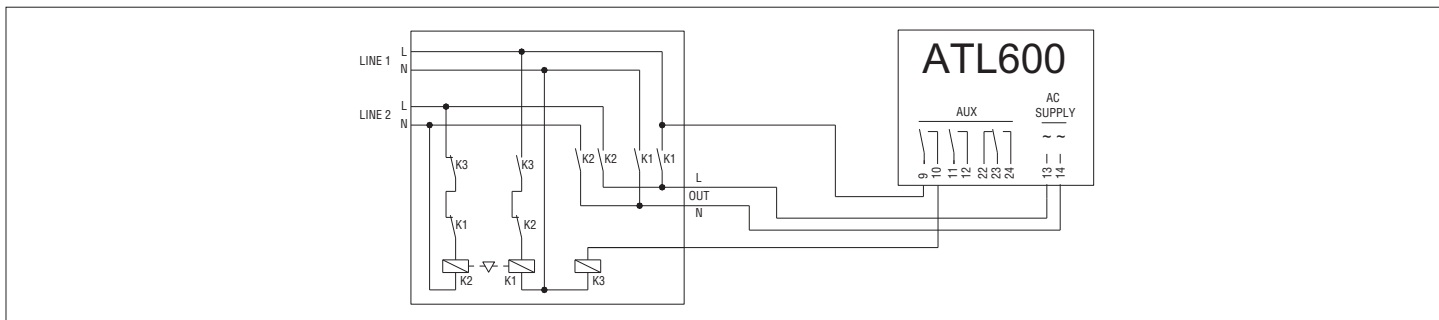 ATL600
LINE 1
L
N
LINE 2
L
N
AUX
AC
SUPPLY
~ ~
K3
K3
K2
K2
K1
K1
K1
K2
L
OUT
N
K2
K1
K3
9 10 11 12 22 23 24 13 14